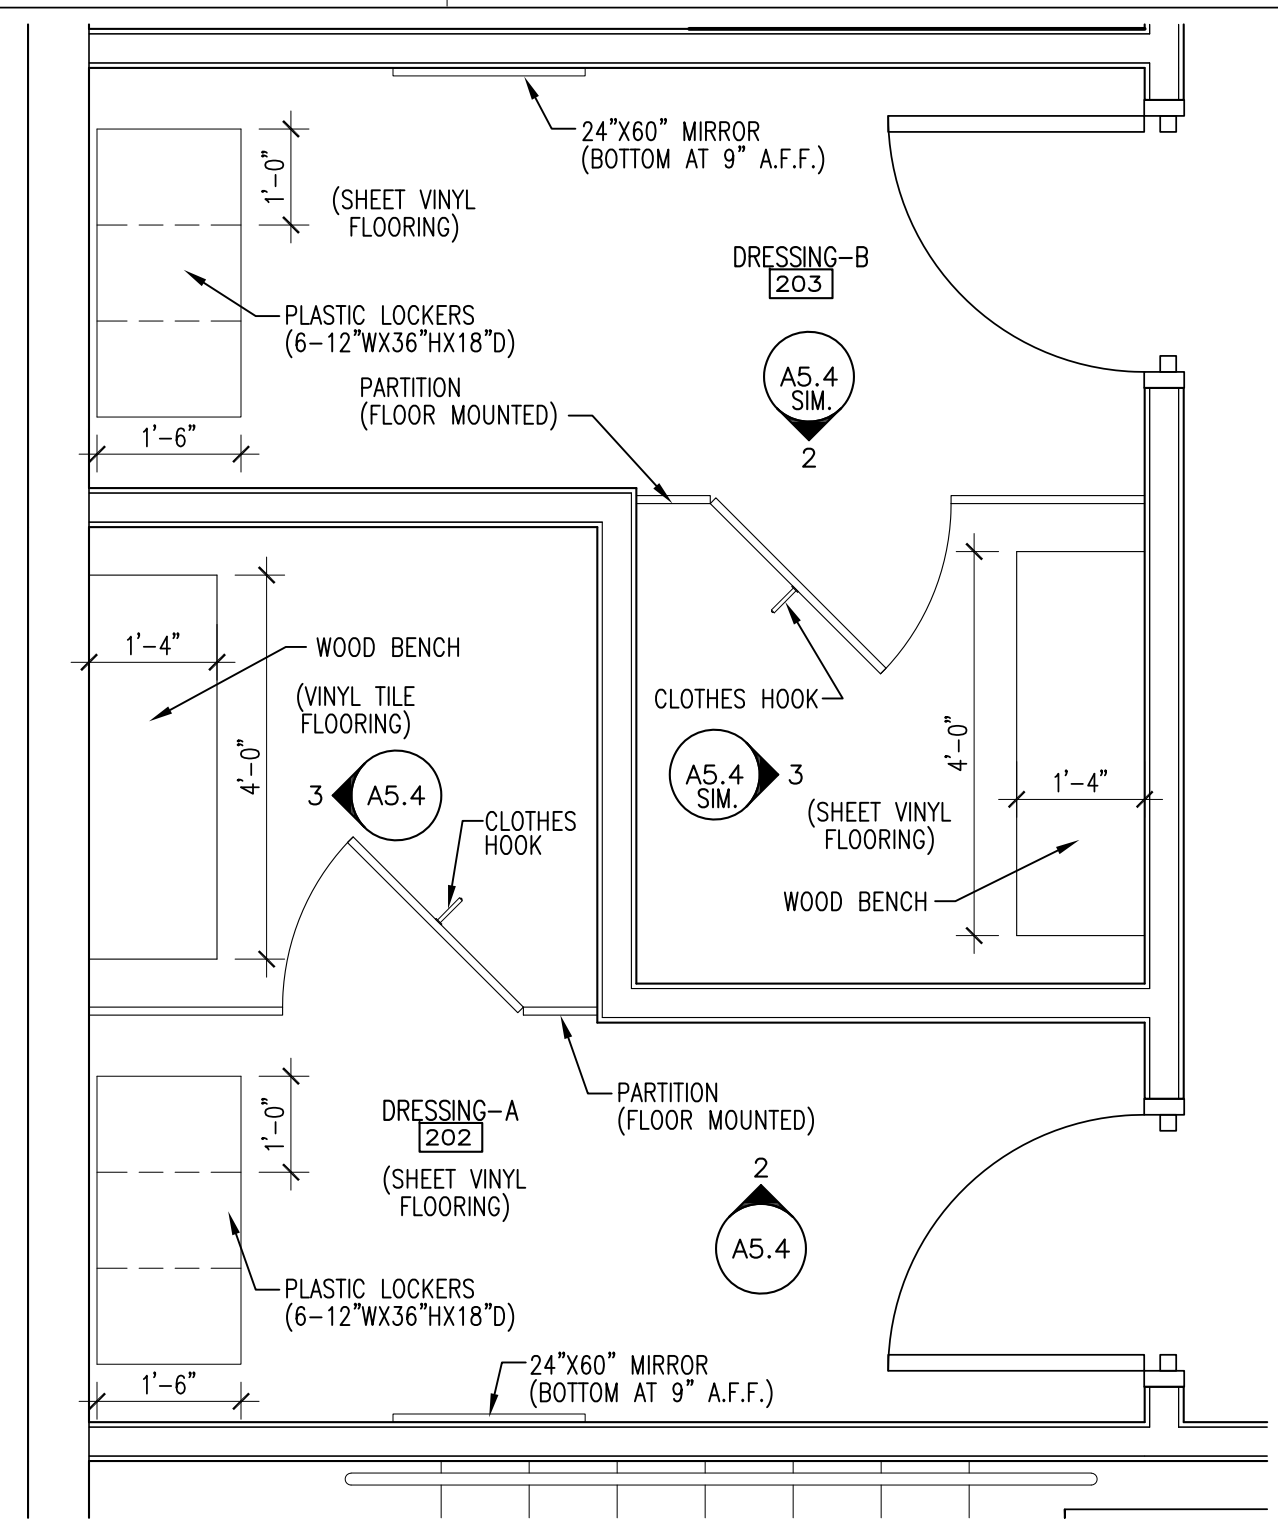 24"X60" MIRROR
(BOTTOM AT 9" A.F.F.)
1'-0"
(SHEET VINYL
FLOORING)
DRESSING-B
203
PLASTIC LOCKERS
(6-12"WX36"HX18"D)
A5.4
SIM.
2
PARTITION
(FLOOR MOUNTED)
1'-6"
1'-4"
WOOD BENCH
(VINYL TILE
FLOORING)
4'-0"
3
A5.4
CLOTHES
HOOK
CLOTHES HOOK
A5.4
SIM.
3
4'-0"
1'-4"
(SHEET VINYL
FLOORING)
WOOD BENCH
PARTITION
(FLOOR MOUNTED)
1'-0"
DRESSING-A
202
(SHEET VINYL
FLOORING)
2
A5.4
PLASTIC LOCKERS
(6-12"WX36"HX18"D)
1'-6"
24"X60" MIRROR
(BOTTOM AT 9" A.F.F.)